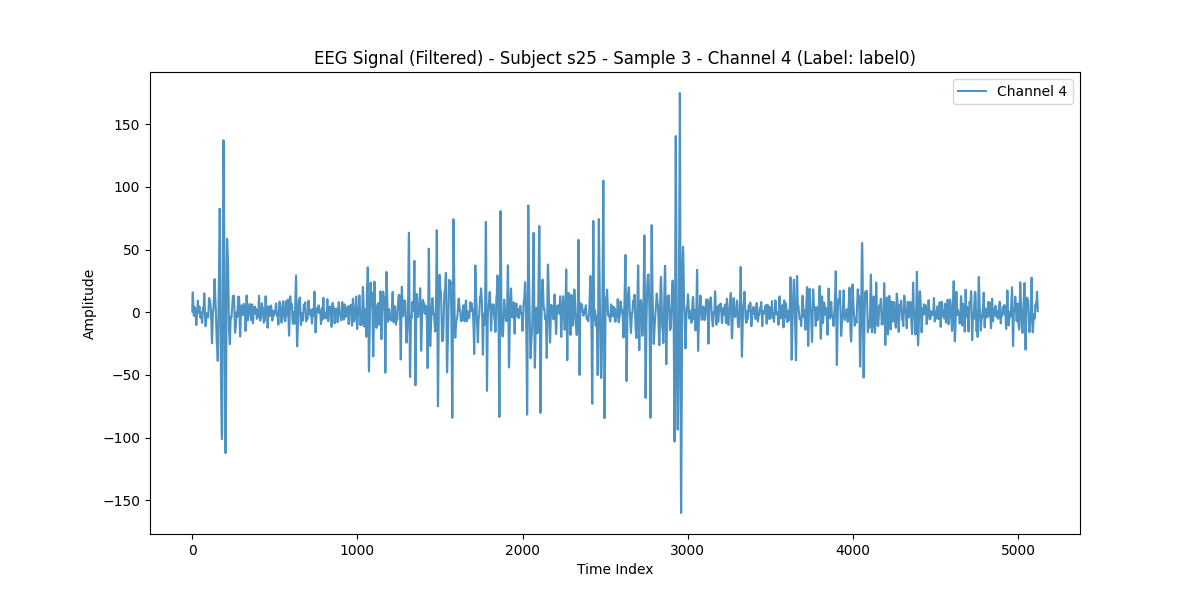 EEG Signal (Filtered) - Subject s25 - Sample 3 - Channel 4 (Label: label0)
Channel 4
150
100
50
0
−50
−100
−150
Amplitude
0 1000 2000 3000 4000 5000
Time Index